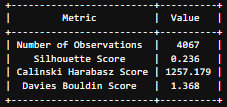 +-------------------------+----------+
|          Metric         |  Value   |
+-------------------------+----------+
|  Number of Observations |   4067   |
|     Silhouette Score    |  0.236   |
| Calinski Harabasz Score | 1257.179 |
|   Davies Bouldin Score  |  1.368   |
+-------------------------+----------+